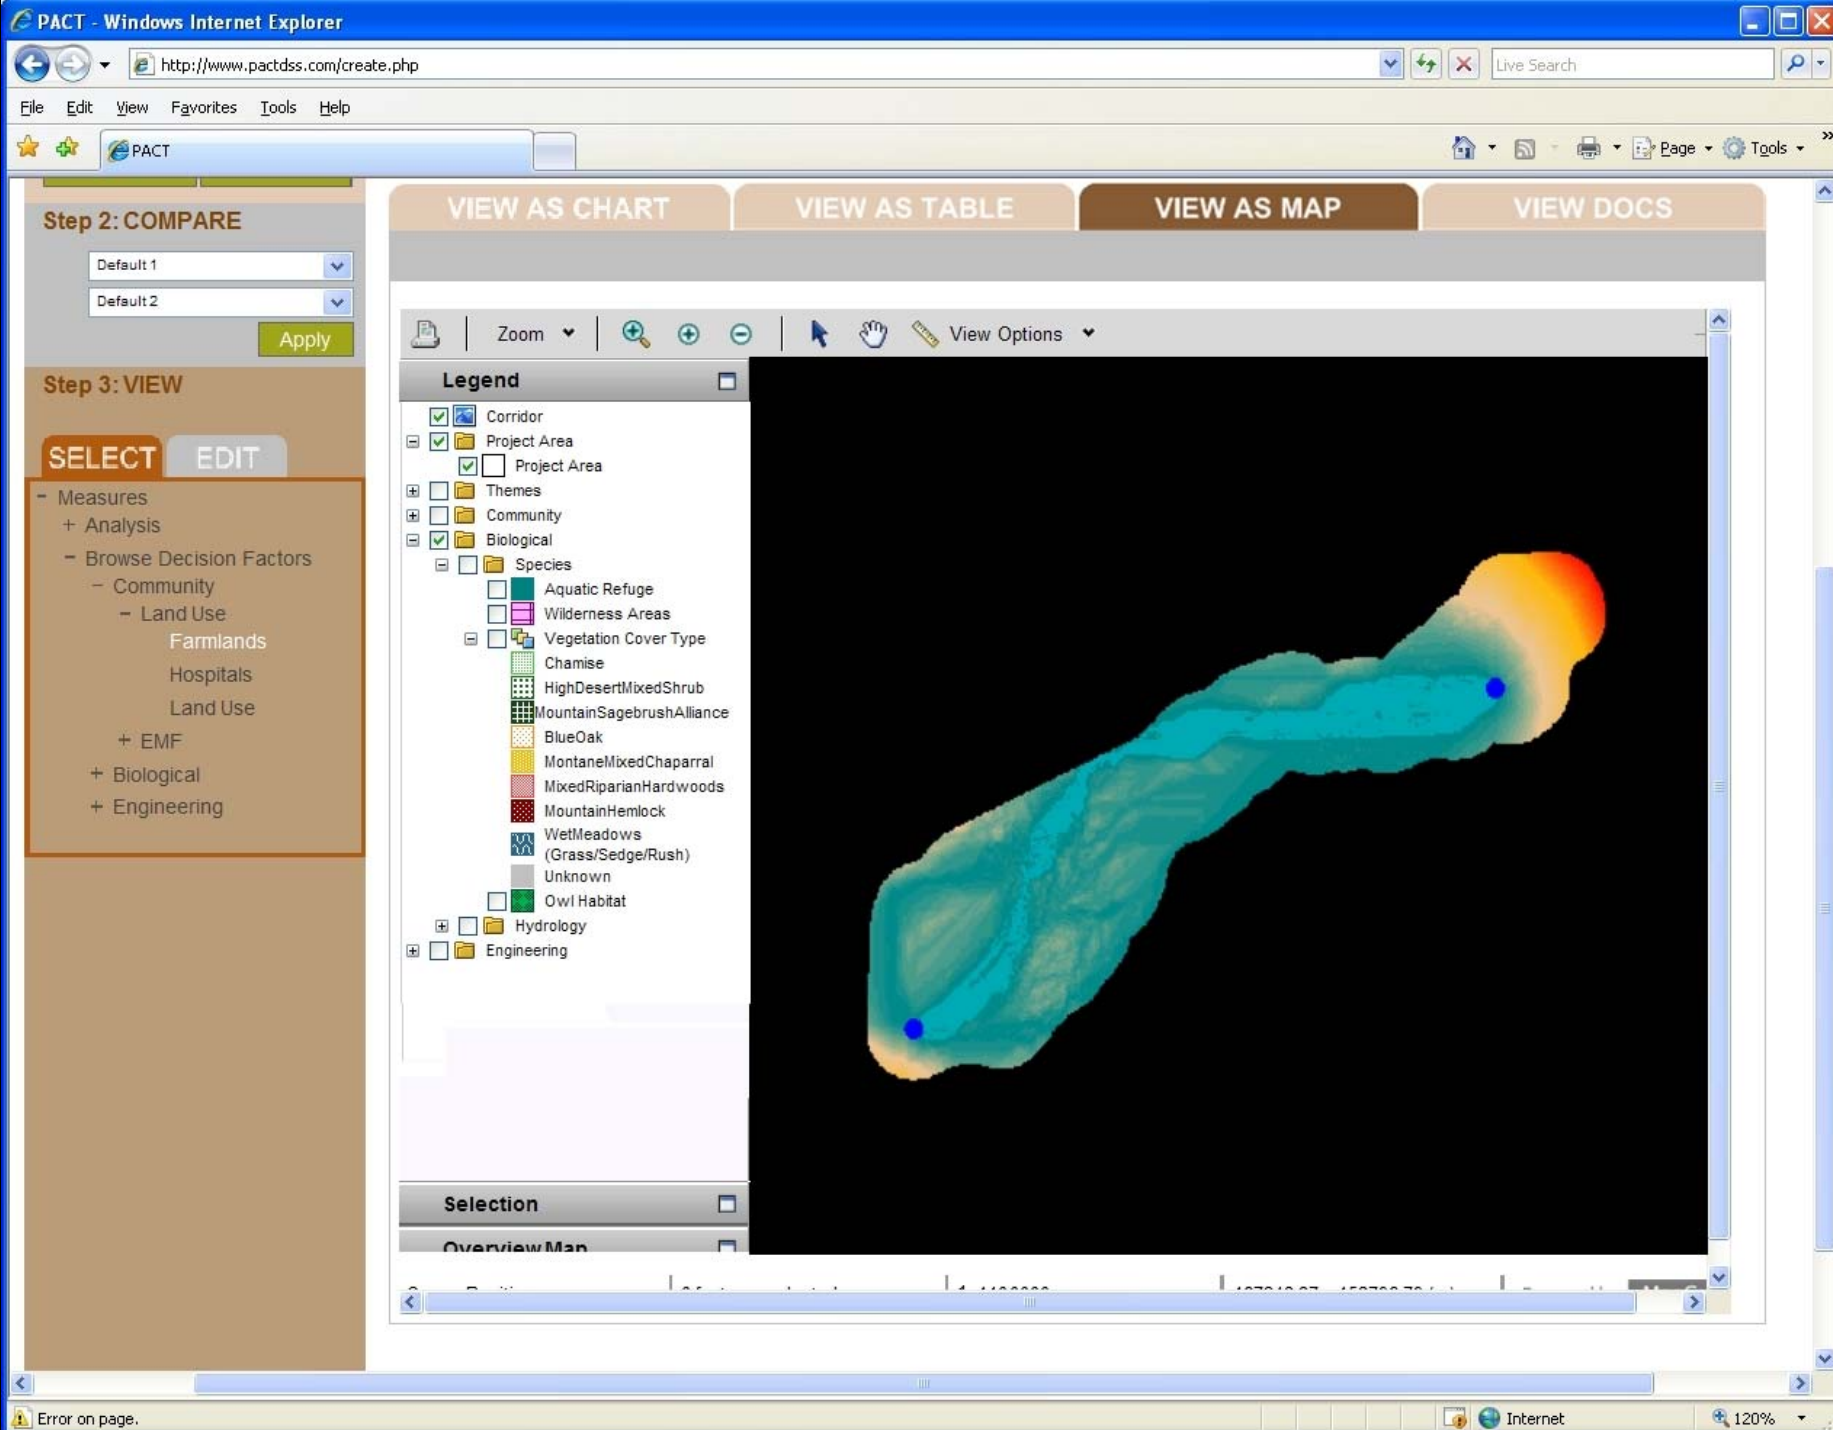 PACT - Windows Internet Explorer
http://www.pactdss.com/create.php
Live Search
File Edit View Favorites Tools Help
PACT
Page Tools
Step 2: COMPARE
Default 1
Default 2
Apply
Step 3: VIEW
SELECT EDIT
- Measures
+ Analysis
- Browse Decision Factors
- Community
- Land Use
Farmlands
Hospitals
Land Use
+ EMF
+ Biological
+ Engineering
VIEW AS CHART VIEW AS TABLE VIEW AS MAP VIEW DOCS
Zoom View Options
Legend
Corridor
Project Area
Project Area
Themes
Community
Biological
Species
Aquatic Refuge
Wilderness Areas
Vegetation Cover Type
Chamise
HighDesertMixedShrub
MountainSagebrushAlliance
BlueOak
MontaneMixedChaparral
MixedRiparianHardwoods
MountainHemlock
WetMeadows
(Grass/Sedge/Rush)
Unknown
Owl Habitat
Hydrology
Engineering
Selection
Overview Map
Error on page.
Internet
120%